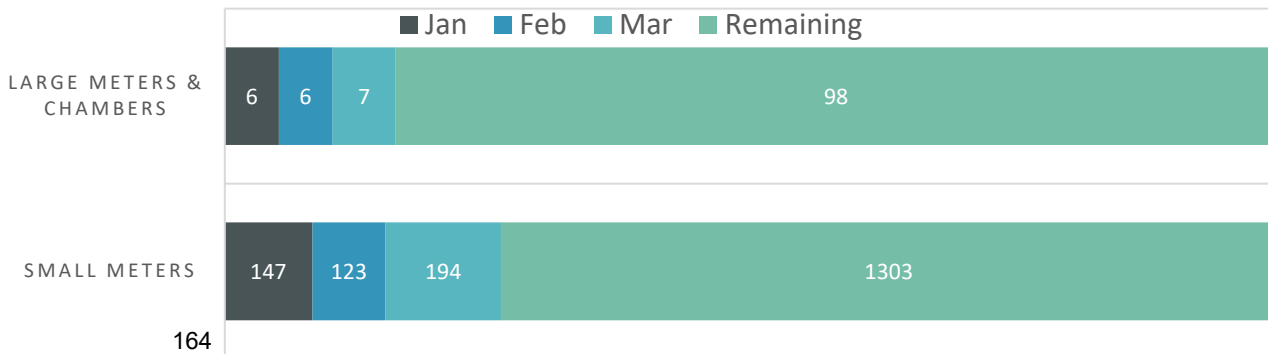 Jan Feb Mar Remaining
LARGE METERS &
CHAMBERS
6 6 7 98
SMALL METERS
147 123 194 1303
164